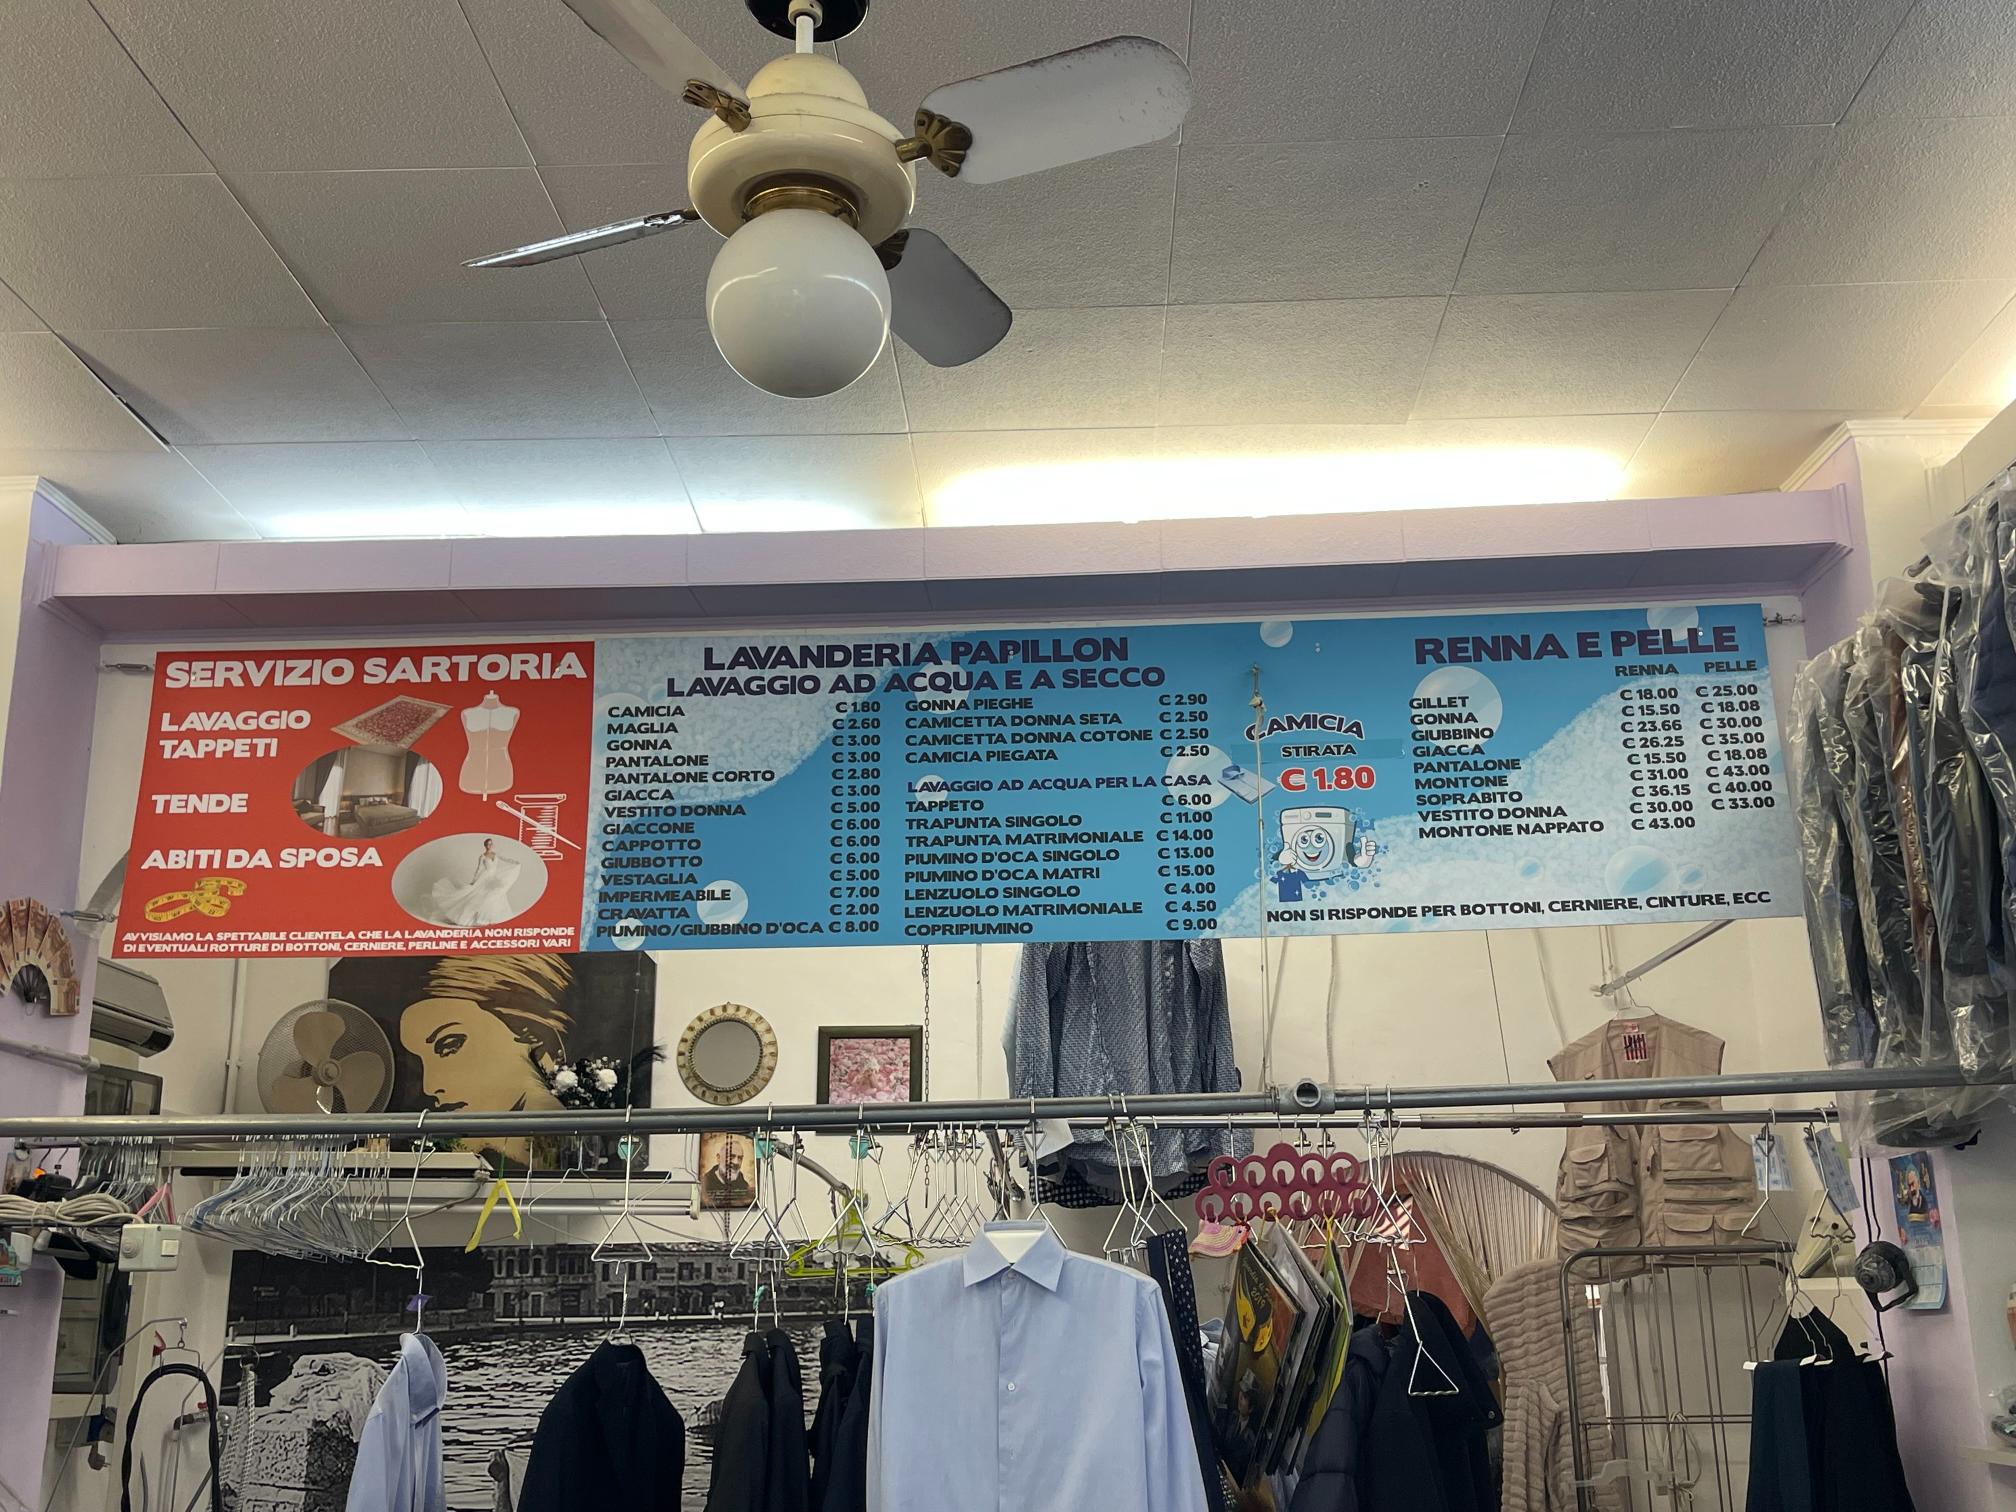 SERVIZIO SARTORIA
LAVAGGIO
TAPPETI
TENDE
ABITI DA SPOSA
AVVISIAMO LA SPETTABILE CLIENTELA CHE LA LAVANDERIA NON RISPONDE
DI EVENTUALI ROTTURE DI BOTTONI, CERNIERE, PERLINE E ACCESSORI VARI
LAVANDERIA PAPILLON
LAVAGGIO AD ACQUA E A SECCO
CAMICIA € 1.80
MAGLIA € 2.60
GONNA € 3.00
PANTALONE € 3.00
PANTALONE CORTO € 2.80
GIACCA € 3.00
VESTITO DONNA € 5.00
GIACCONE € 6.00
CAPPOTTO € 6.00
GIUBBOTTO € 6.00
VESTAGLIA € 5.00
IMPERMEABILE € 7.00
CRAVATTA € 2.00
PIUMINO/GIUBBINO D'OCA € 8.00
GONNA PIEGHE € 2.90
CAMICETTA DONNA SETA € 2.50
CAMICETTA DONNA COTONE € 2.50
CAMICIA PIEGATA € 2.50
LAVAGGIO AD ACQUA PER LA CASA
TAPPETO € 6.00
TRAPUNTA SINGOLO € 11.00
TRAPUNTA MATRIMONIALE € 14.00
PIUMINO D'OCA SINGOLO € 13.00
PIUMINO D'OCA MATRI € 15.00
LENZUOLO SINGOLO € 4.00
LENZUOLO MATRIMONIALE € 4.50
COPRIPIUMINO € 9.00
CAMICIA
STIRATA
€ 1.80
RENNA E PELLE
RENNA PELLE
GILLET € 18.00 € 25.00
GONNA € 15.50 € 18.08
GIUBBINO € 23.66 € 30.00
GIACCA € 26.25 € 35.00
PANTALONE € 15.50 € 18.08
MONTONE € 31.00 € 43.00
SOPRABITO € 36.15 € 40.00
VESTITO DONNA € 30.00 € 33.00
MONTONE NAPPATO € 43.00
NON SI RISPONDE PER BOTTONI, CERNIERE, CINTURE, ECC